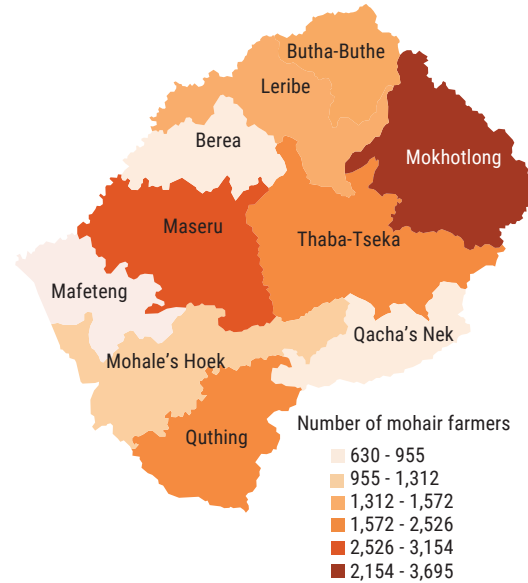 Butha-Buthe
Leribe
Berea
Mokhotlong
Maseru
Thaba-Tseka
Mafeteng
Qacha's Nek
Mohale's Hoek
Quthing
Number of mohair farmers
630 - 955
955 - 1,312
1,312 - 1,572
1,572 - 2,526
2,526 - 3,154
2,154 - 3,695